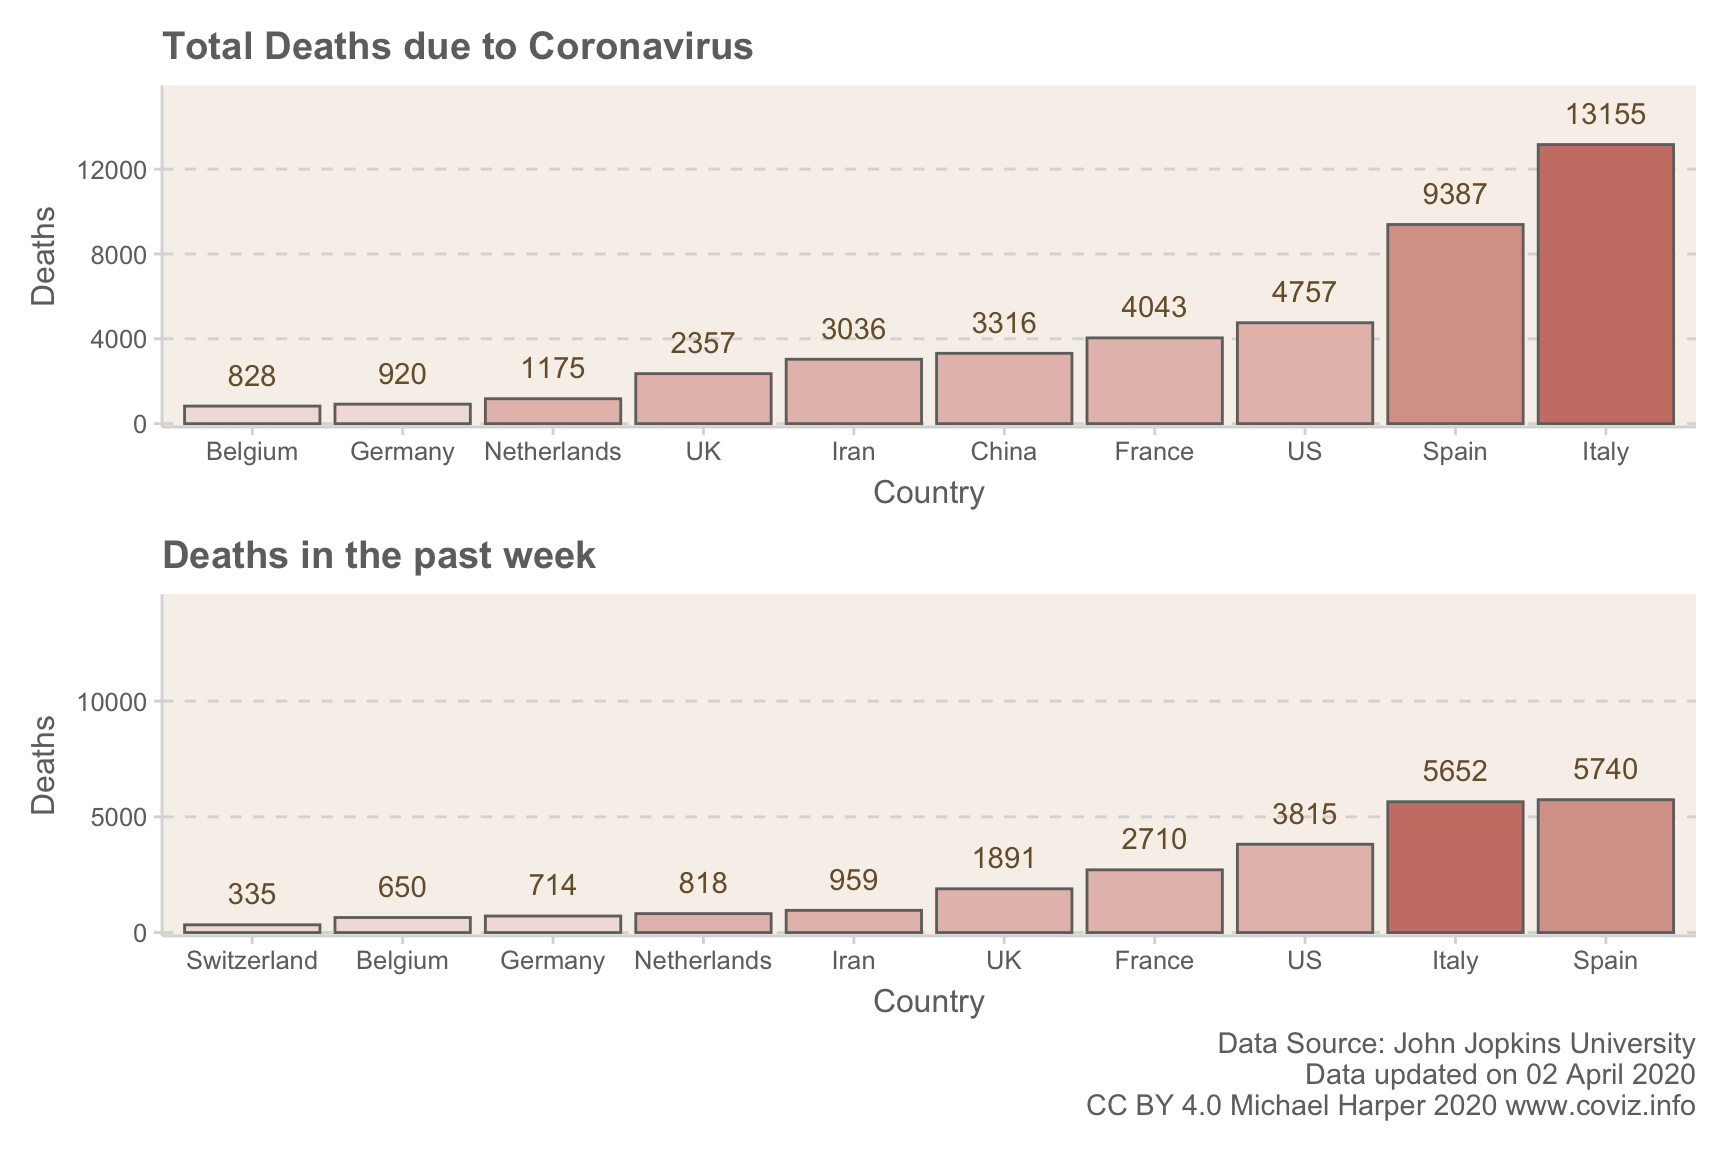 Total Deaths due to Coronavirus
Deaths
12000
8000
4000
0
828 920 1175 2357 3036 3316 4043 4757 9387 13155
Belgium Germany Netherlands UK Iran China France US Spain Italy
Country
Deaths in the past week
Deaths
10000
5000
0
335 650 714 818 959 1891 2710 3815 5652 5740
Switzerland Belgium Germany Netherlands Iran UK France US Italy Spain
Country
Data Source: John Jopkins University
Data updated on 02 April 2020
CC BY 4.0 Michael Harper 2020 www.coviz.info